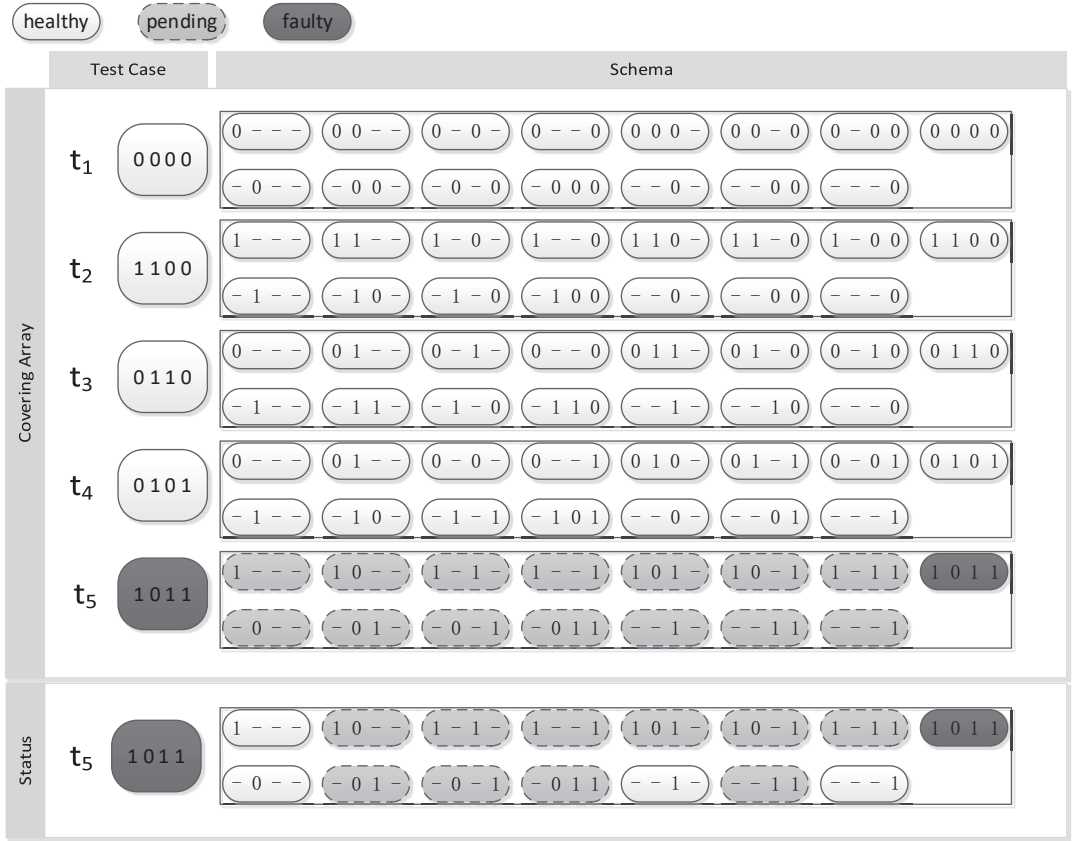 healthy pending faulty
Test Case Schema
Covering Array
t1 0000 0 - - - 0 0 - - 0 - 0 - 0 - - 0 0 0 0 - 0 0 - 0 0 - 0 0 0 0 0 0
- 0 - - - 0 0 - - 0 - 0 - 0 0 0 - - 0 - - - 0 0 - - - 0
t2 1100 1 - - - 1 1 - - 1 - 0 - 1 - - 0 1 1 0 - 1 1 - 0 1 - 0 0 1 1 0 0
- 1 - - - 1 0 - - 1 - 0 - 1 0 0 - - 0 - - - 0 0 - - - 0
t3 0110 0 - - - 0 1 - - 0 - 1 - 0 - - 0 0 1 1 - 0 1 - 0 0 - 1 0 0 1 1 0
- 1 - - - 1 1 - - 1 - 0 - 1 1 0 - - 1 - - - 1 0 - - - 0
t4 0101 0 - - - 0 1 - - 0 - 0 - 0 - - 1 0 1 0 - 0 1 - 1 0 - 0 1 0 1 0 1
- 1 - - - 1 0 - - 1 - 1 - 1 0 1 - - 0 - - - 0 1 - - - 1
t5 1011 1 - - - 1 0 - - 1 - 1 - 1 - - 1 1 0 1 - 1 0 - 1 1 - 1 1 1 0 1 1
- 0 - - - 0 1 - - 0 - 1 - 0 1 1 - - 1 - - - 1 1 - - - 1
Status
t5 1011 1 - - - 1 0 - - 1 - 1 - 1 - - 1 1 0 1 - 1 0 - 1 1 - 1 1 1 0 1 1
- 0 - - - 0 1 - - 0 - 1 - 0 1 1 - - 1 - - - 1 1 - - - 1